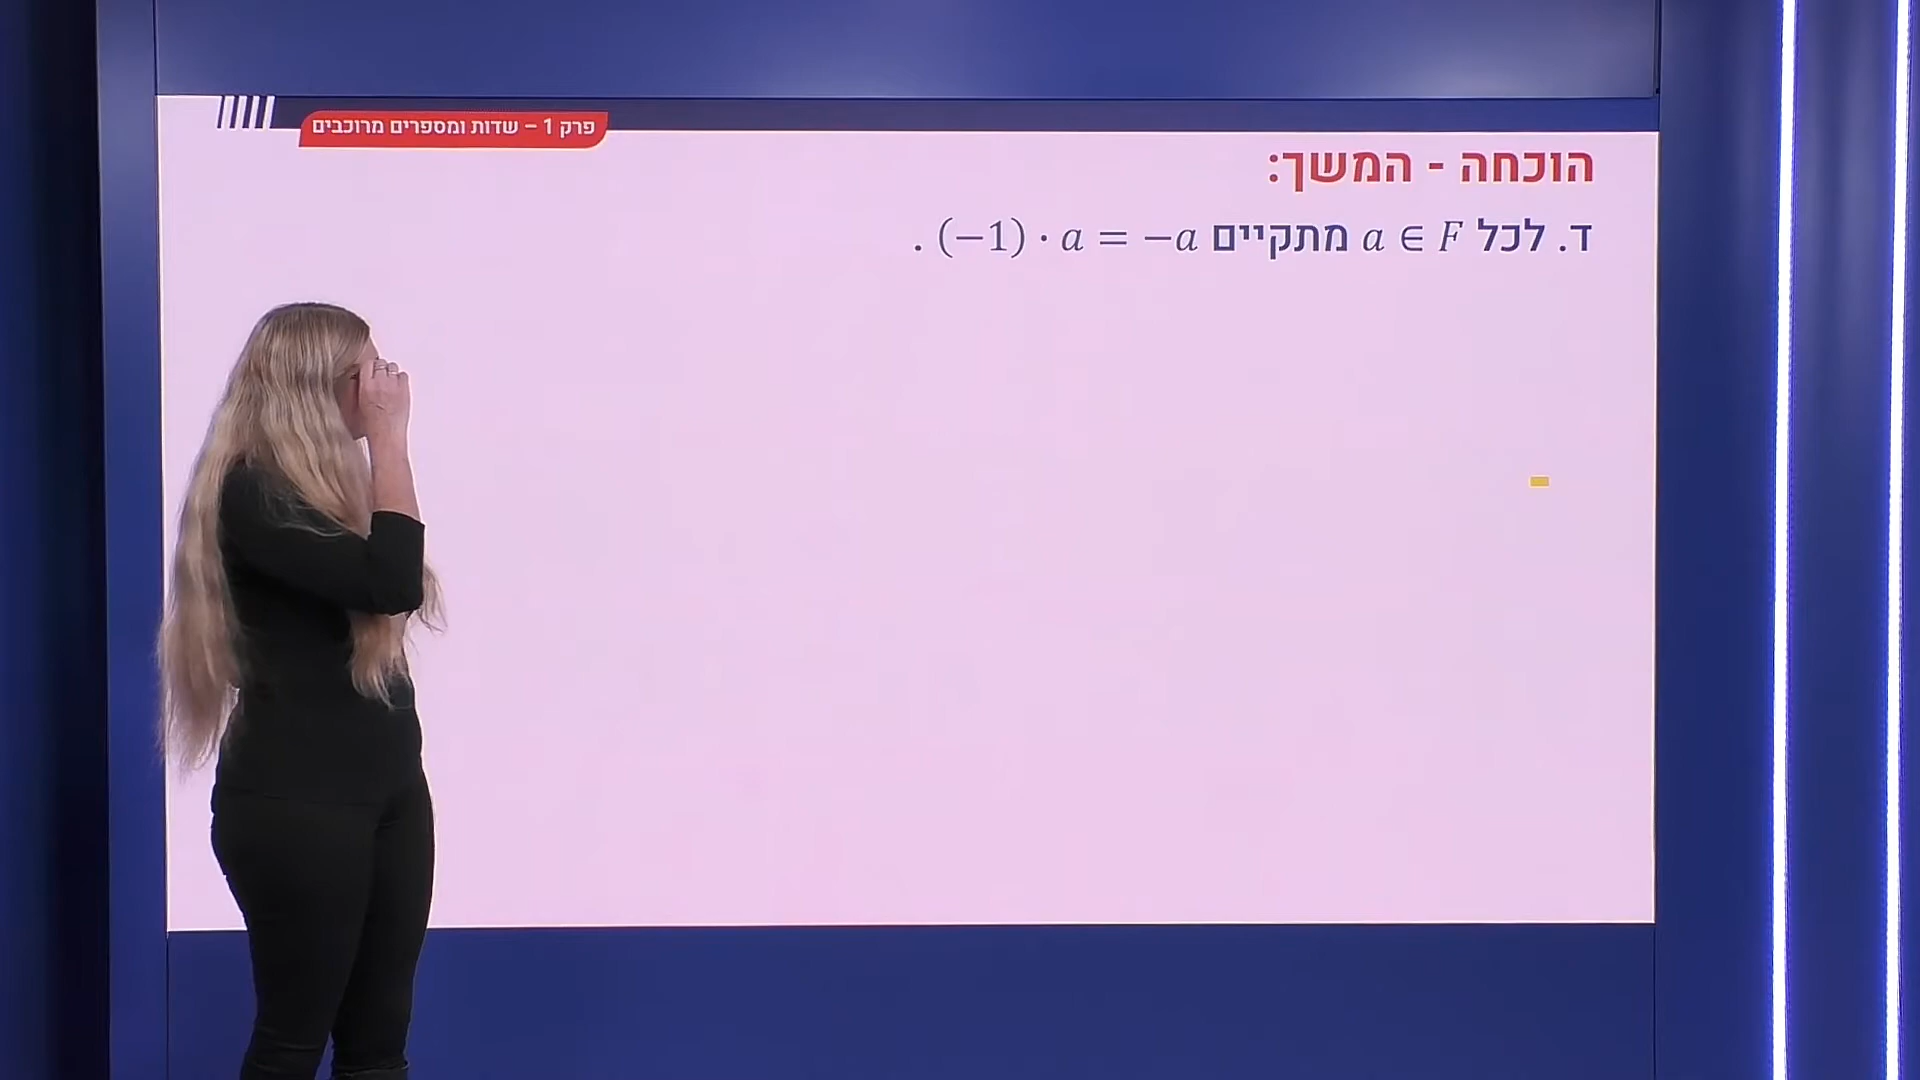 פרק 1 – שדות ומספרים מרוכבים
הוכחה - המשך:
ד. לכל a ∈ F מתקיים (−1) · a = −a .